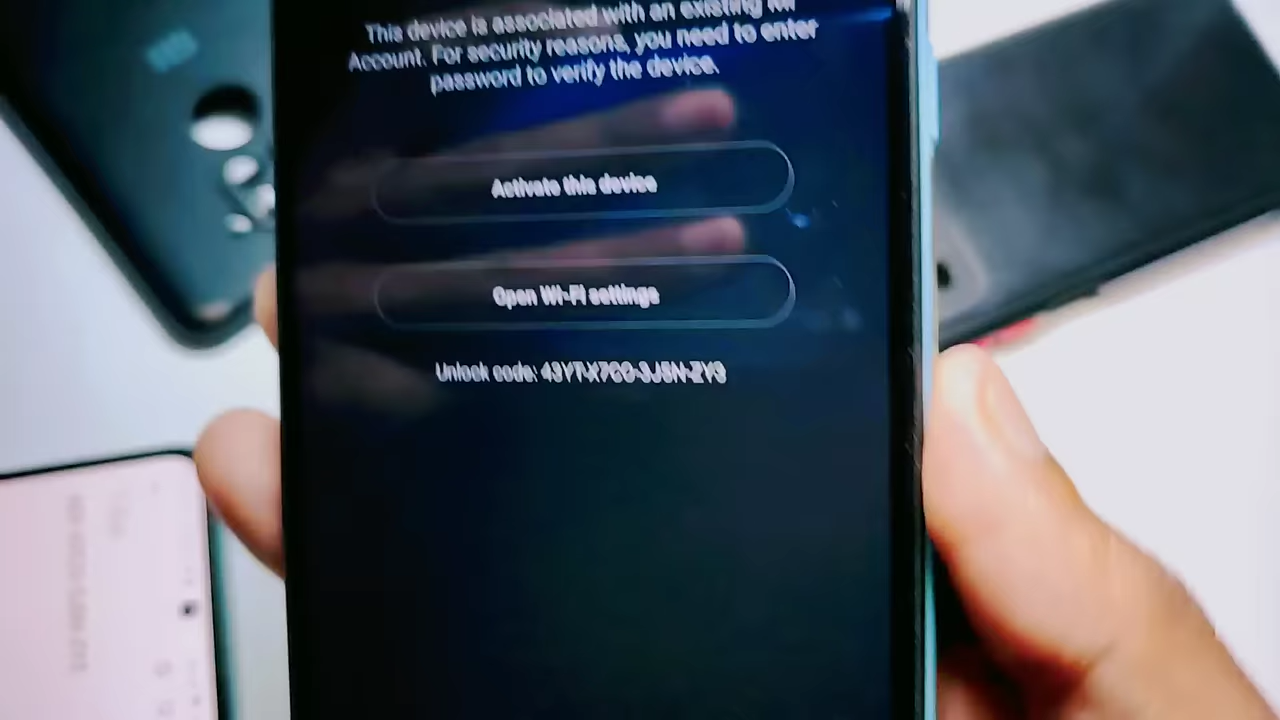 This device is associated with an existing
Account. For security reasons, you need to enter
password to verify the device.
Activate this device
Open Wi-Fi settings
Unlock code: